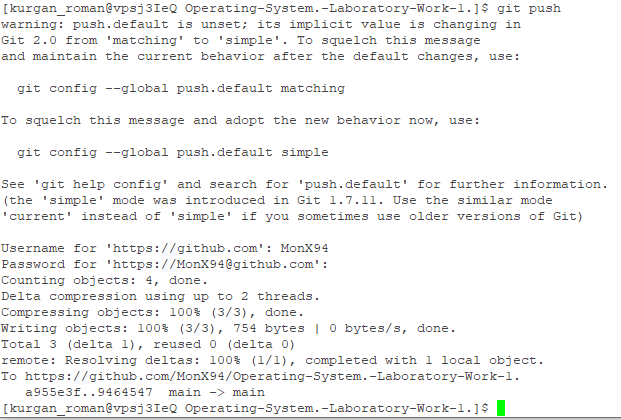 [kurgan_roman@vpsj3IeQ Operating-System.-Laboratory-Work-1.]$ git push
warning: push.default is unset; its implicit value is changing in
Git 2.0 from 'matching' to 'simple'. To squelch this message
and maintain the current behavior after the default changes, use:
  git config --global push.default matching
To squelch this message and adopt the new behavior now, use:
  git config --global push.default simple
See 'git help config' and search for 'push.default' for further information.
(the 'simple' mode was introduced in Git 1.7.11. Use the similar mode
'current' instead of 'simple' if you sometimes use older versions of Git)
Username for 'https://github.com': MonX94
Password for 'https://MonX94@github.com':
Counting objects: 4, done.
Delta compression using up to 2 threads.
Compressing objects: 100% (3/3), done.
Writing objects: 100% (3/3), 754 bytes | 0 bytes/s, done.
Total 3 (delta 1), reused 0 (delta 0)
remote: Resolving deltas: 100% (1/1), completed with 1 local object.
To https://github.com/MonX94/Operating-System.-Laboratory-Work-1.
   a955e3f..9464547  main -> main
[kurgan_roman@vpsj3IeQ Operating-System.-Laboratory-Work-1.]$